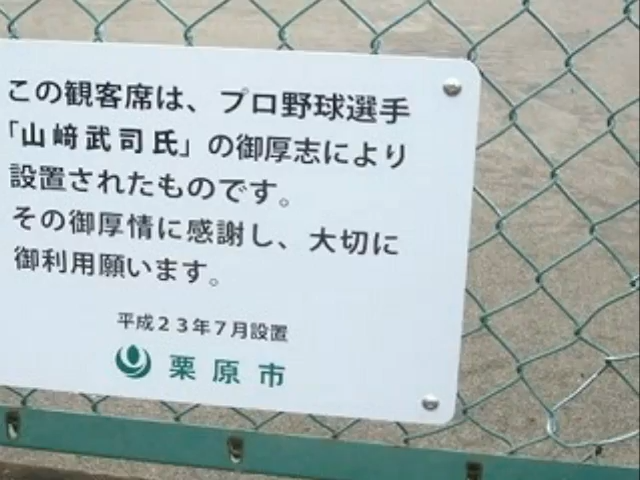 この観客席は、プロ野球選手
「山﨑武司氏」の御厚志により
設置されたものです。
その御厚情に感謝し、大切に
御利用願います。
平成23年7月設置
栗原市